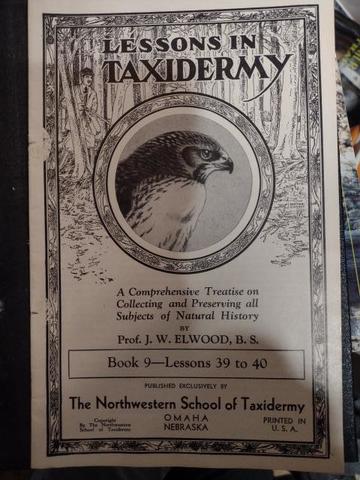 LESSONS IN
TAXIDERMY
A Comprehensive Treatise on
Collecting and Preserving all
Subjects of Natural History
BY
Prof. J. W. ELWOOD, B. S.
Book 9—Lessons 39 to 40
PUBLISHED EXCLUSIVELY BY
The Northwestern School of Taxidermy
Copyright
By The Northwestern
School of Taxidermy
OMAHA
NEBRASKA
PRINTED IN
U. S. A.